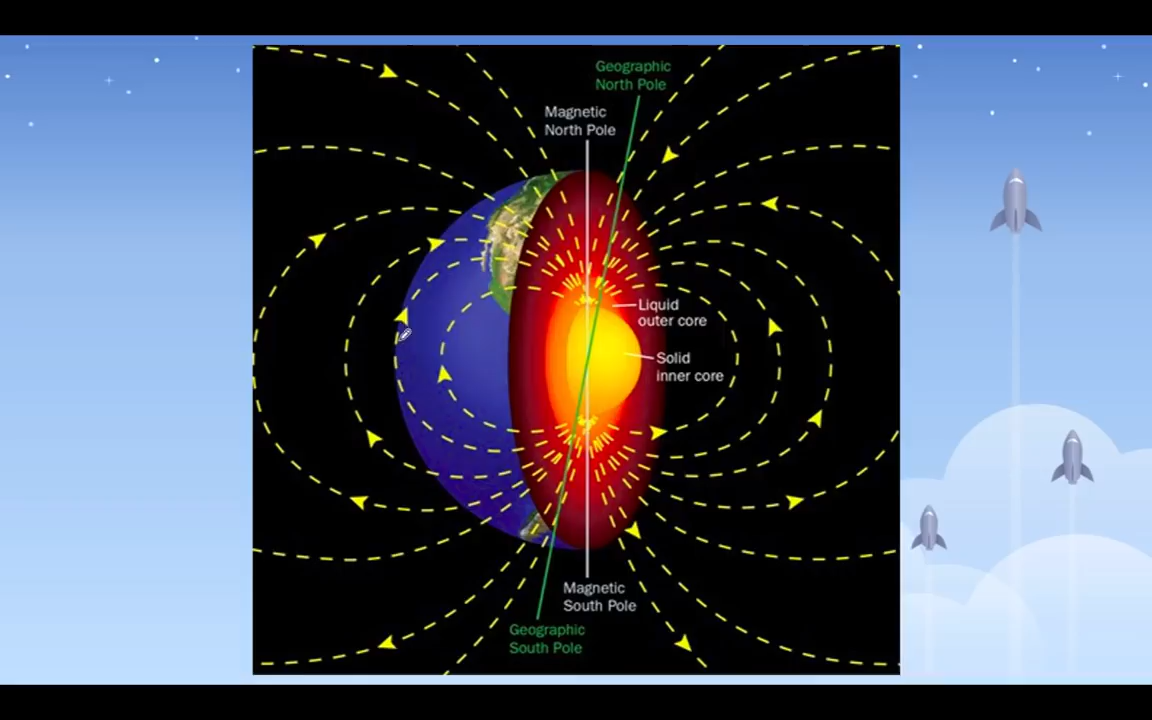 Geographic
North Pole
Magnetic
North Pole
Liquid
outer core
Solid
inner core
Magnetic
South Pole
Geographic
South Pole